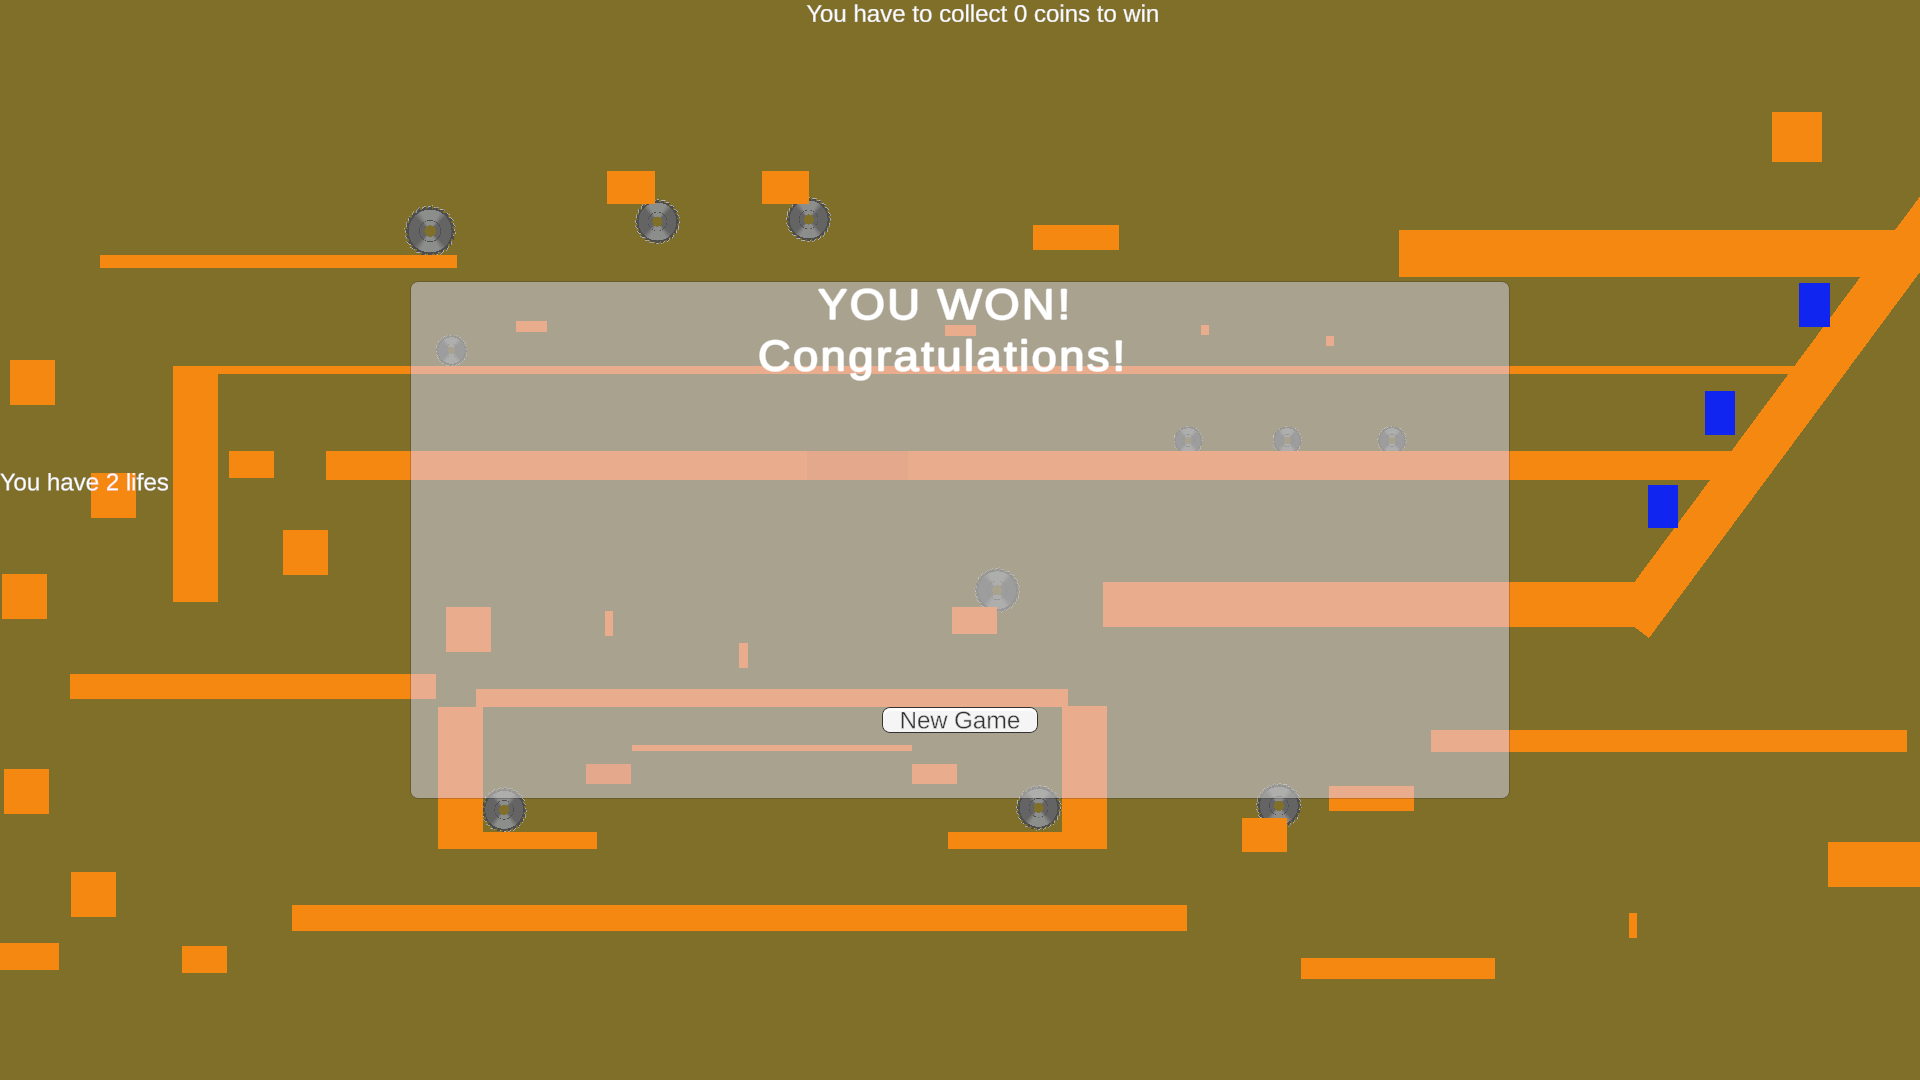 You have to collect 0 coins to win
YOU WON!
Congratulations!
You have 2 lifes
New Game